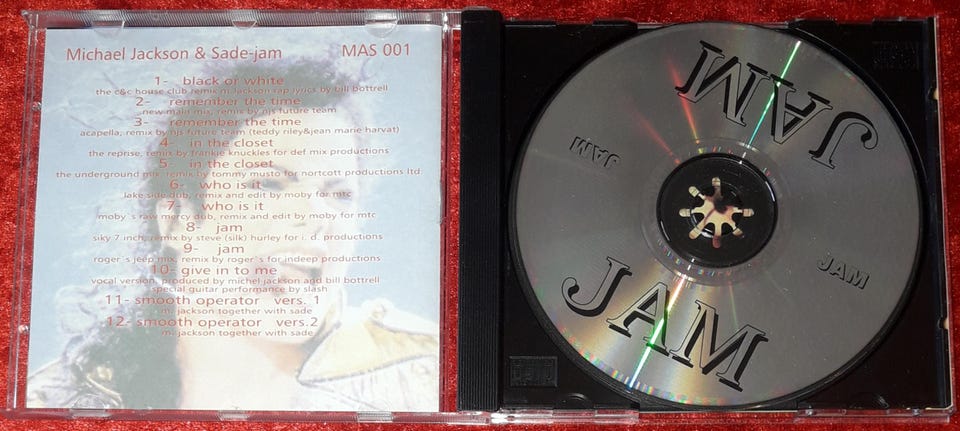 Michael Jackson & Sade-jam MAS 001
1- black or white
the c&c house club remix m. jackson rap lyrics by bill bottrell
2- remember the time
new main mix, remix by njs future team
3- remember the time
acapella, remix by njs future team (teddy riley&jean marie harvat)
4- in the closet
the reprise, remix by frankie knuckles for def mix productions
5- in the closet
the underground mix, remix by tommy musto for nortcott productions ltd.
6- who is it
lake side dub, remix and edit by moby for mtc
7- who is it
moby`s raw mercy dub, remix and edit by moby for mtc
8- jam
siky 7 inch, remix by steve (silk) hurley for i. d. productions
9- jam
roger`s jeep mix, remix by roger`s for indeep productions
10- give in to me
vocal version, produced by michel jackson and bill bottrell
special guitar performance by slash
11- smooth operator vers. 1
m. jackson together with sade
12- smooth operator vers.2
m. jackson together with sade
JAM
JAM
JAM
JAM